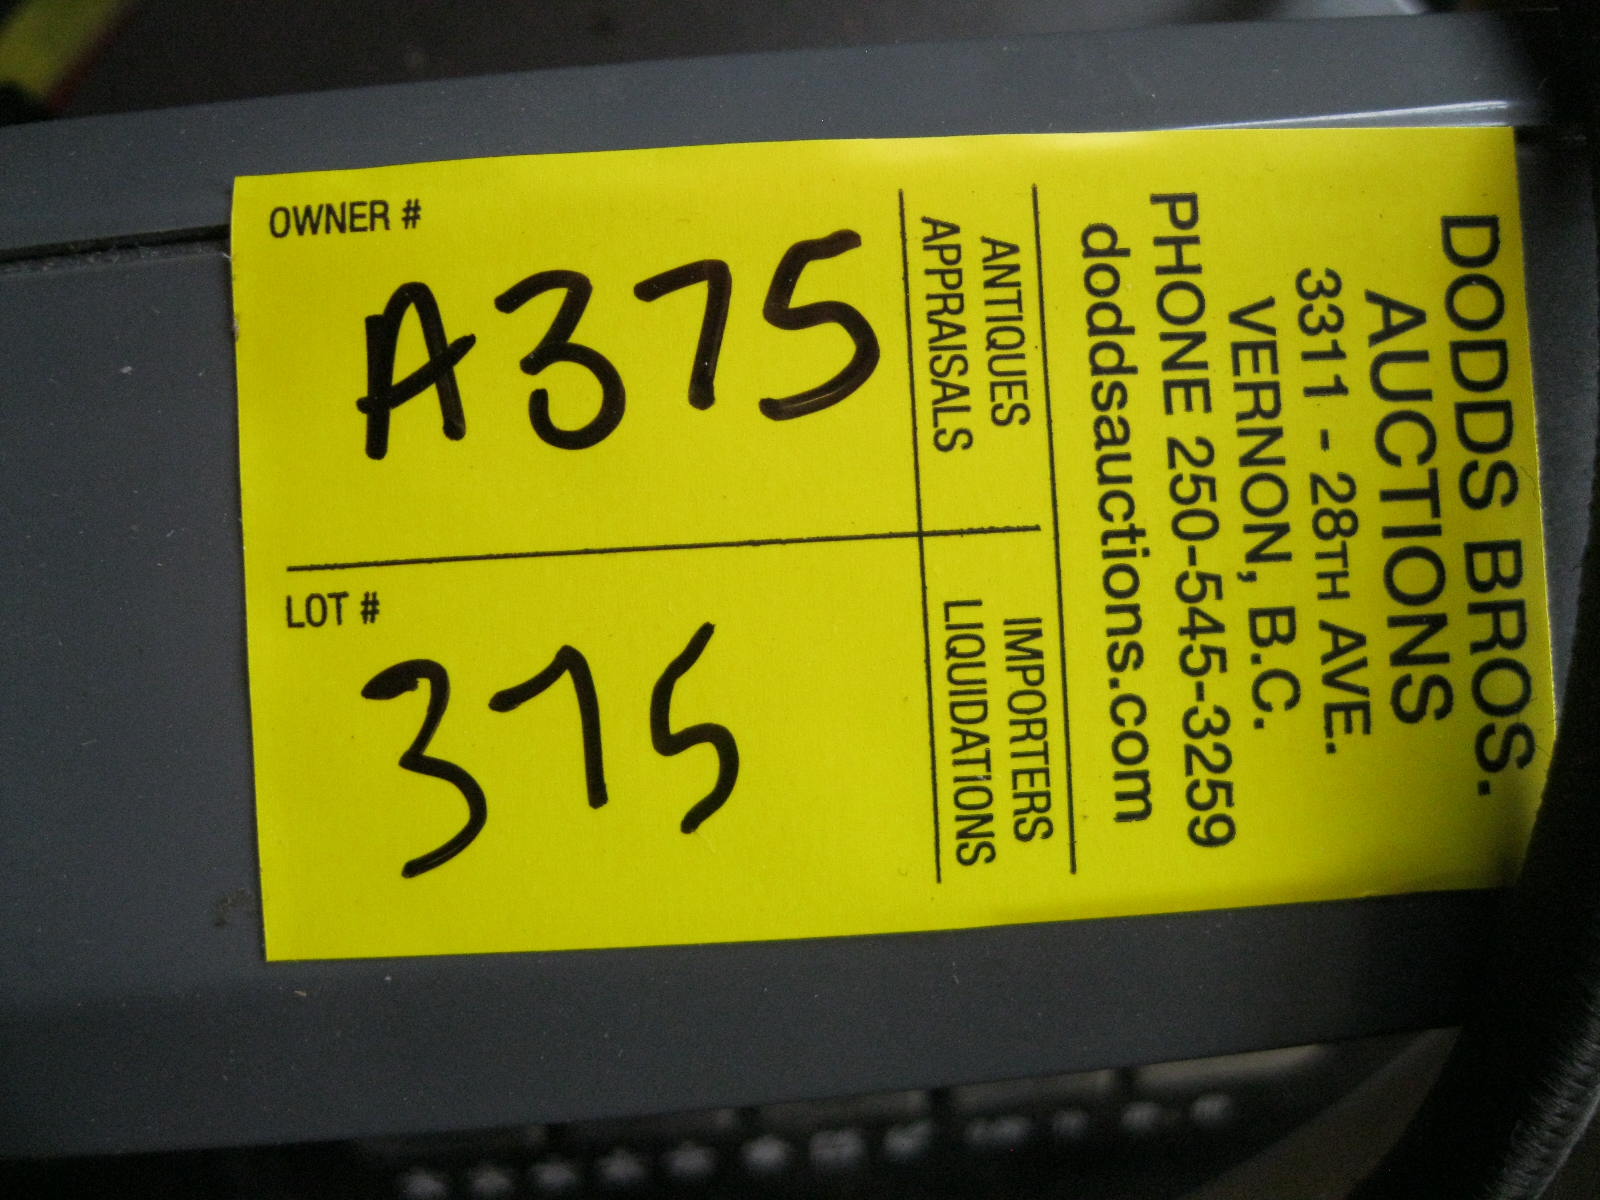 DODDS BROS.
AUCTIONS
3311 - 28TH AVE.
VERNON, B.C.
PHONE 250-545-3259
doddsauctions.com
ANTIQUES
APPRAISALS
IMPORTERS
LIQUIDATIONS
OWNER #
A375
LOT #
375